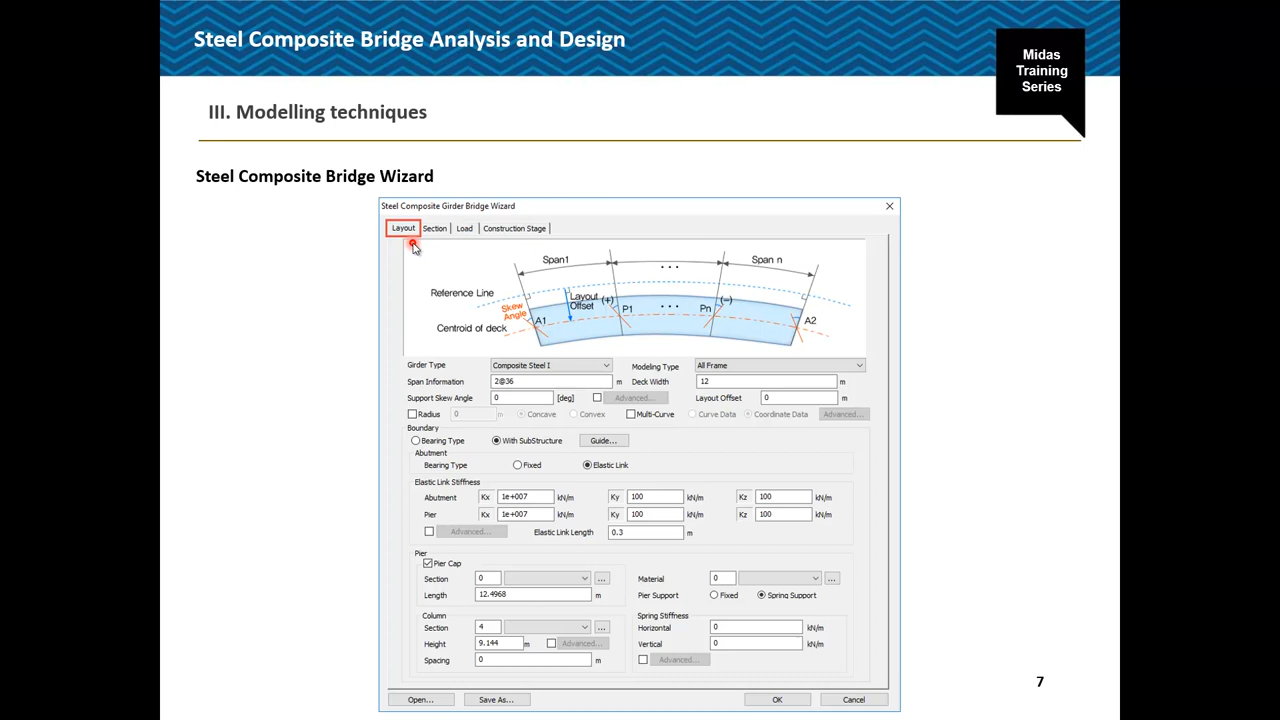 Steel Composite Bridge Analysis and Design
Midas
Training
Series
III. Modelling techniques
Steel Composite Bridge Wizard
Steel Composite Girder Bridge Wizard
Layout Section Load Construction Stage
Span1 ... Span n
Reference Line
Layout
Offset
(+) (-)
Skew
Angle
A1 P1 ... Pn A2
Centroid of deck
Girder Type Composite Steel I Modeling Type All Frame
Span Information 2@36 m Deck Width 12 m
Support Skew Angle 0 [deg] Advanced... Layout Offset 0 m
Radius 0 m Concave Convex Multi-Curve Curve Data Coordinate Data Advanced...
Boundary
Bearing Type With SubStructure Guide...
Abutment
Bearing Type Fixed Elastic Link
Elastic Link Stiffness
Abutment Kx 1e+007 kN/m Ky 100 kN/m Kz 100 kN/m
Pier Kx 1e+007 kN/m Ky 100 kN/m Kz 100 kN/m
Advanced... Elastic Link Length 0.3 m
Pier
Pier Cap
Section 0 ... Material 0 ...
Length 12.4968 m Pier Support Fixed Spring Support
Column Spring Stiffness
Section 4 ... Horizontal 0 kN/m
Height 9.144 m Advanced... Vertical 0 kN/m
Spacing 0 m Advanced...
Open... Save As... OK Cancel
7